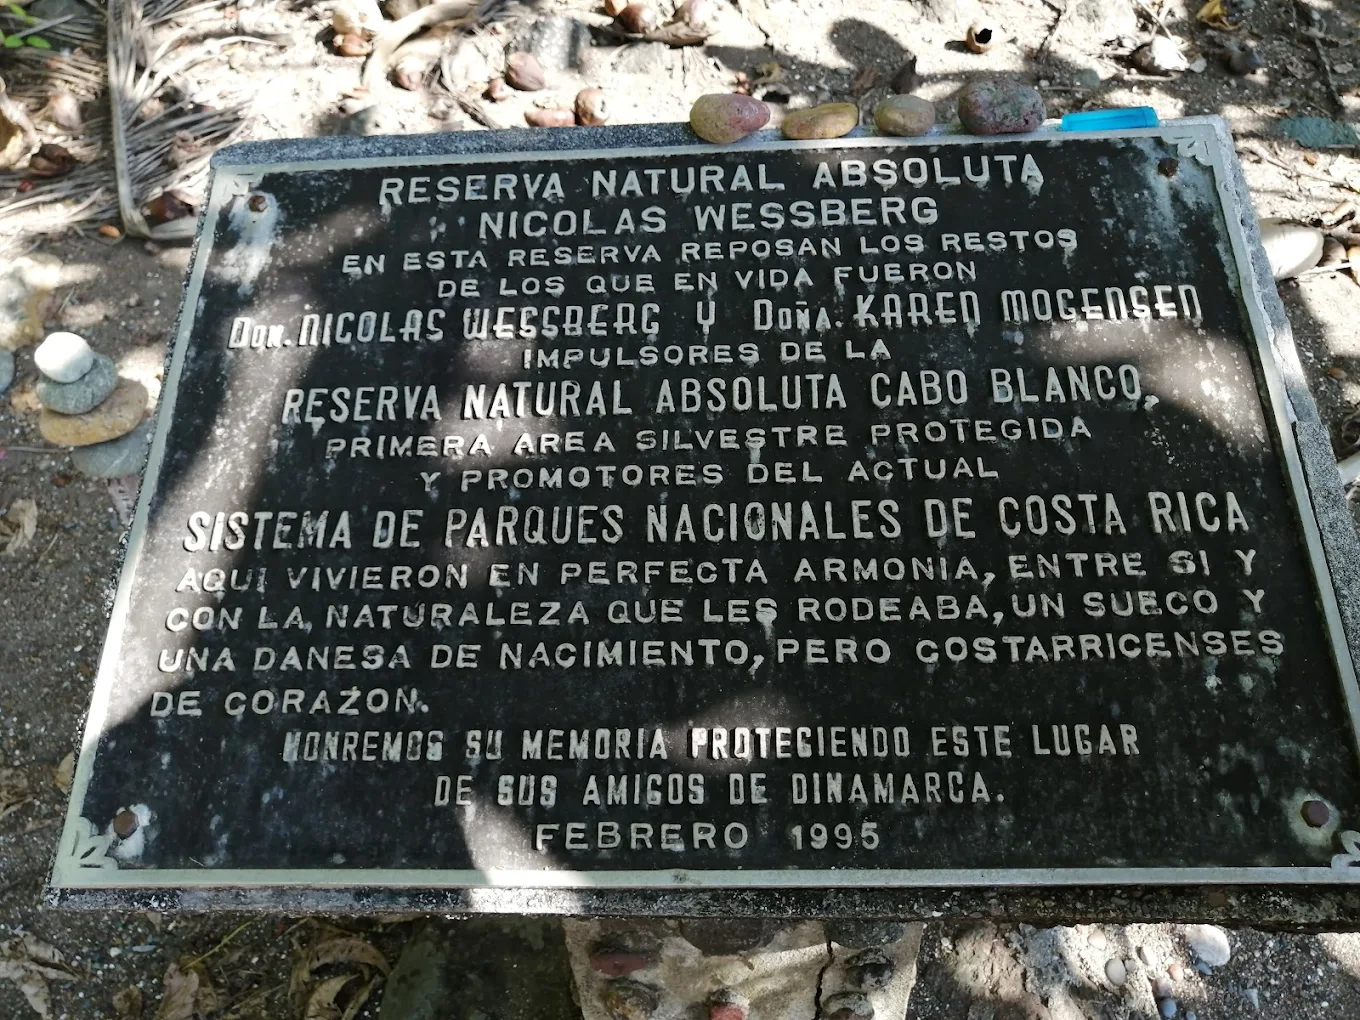 RESERVA NATURAL ABSOLUTA
NICOLAS WESSBERG
EN ESTA RESERVA REPOSAN LOS RESTOS
DE LOS QUE EN VIDA FUERON
DON. NICOLAS WESSBERG Y DOÑA. KAREN MOGENSEN
IMPULSORES DE LA
RESERVA NATURAL ABSOLUTA CABO BLANCO,
PRIMERA AREA SILVESTRE PROTEGIDA
Y PROMOTORES DEL ACTUAL
SISTEMA DE PARQUES NACIONALES DE COSTA RICA
AQUI VIVIERON EN PERFECTA ARMONIA, ENTRE SI Y
CON LA NATURALEZA QUE LES RODEABA, UN SUECO Y
UNA DANESA DE NACIMIENTO, PERO COSTARRICENSES
DE CORAZON.
HONREMOS SU MEMORIA PROTEGIENDO ESTE LUGAR
DE SUS AMIGOS DE DINAMARCA.
FEBRERO 1995